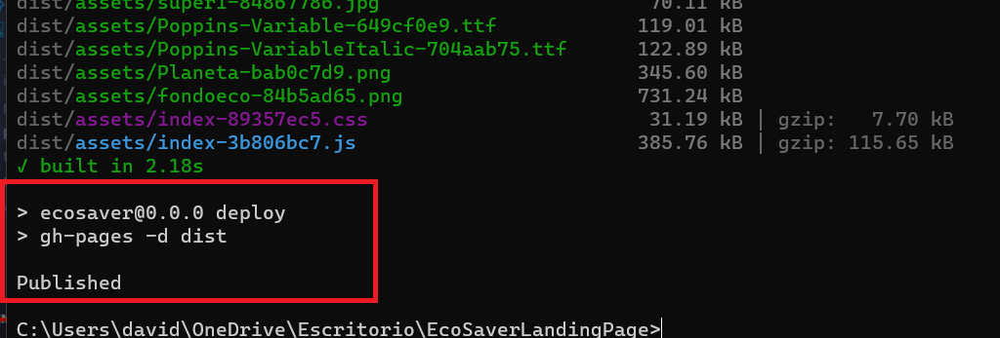 dist/assets/super1-84867786.jpg 70.11 kB
dist/assets/Poppins-Variable-649cf0e9.ttf 119.01 kB
dist/assets/Poppins-VariableItalic-704aab75.ttf 122.89 kB
dist/assets/Planeta-bab0c7d9.png 345.60 kB
dist/assets/fondoeco-84b5ad65.png 731.24 kB
dist/assets/index-89357ec5.css 31.19 kB │ gzip: 7.70 kB
dist/assets/index-3b806bc7.js 385.76 kB │ gzip: 115.65 kB
✓ built in 2.18s
> ecosaver@0.0.0 deploy
> gh-pages -d dist
Published
C:\Users\david\OneDrive\Escritorio\EcoSaverLandingPage>